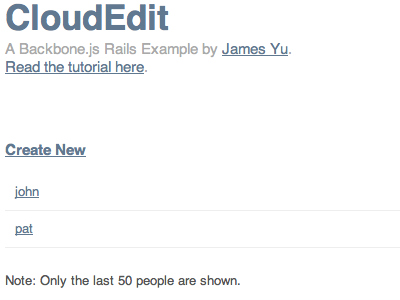 CloudEdit
A Backbone.js Rails Example by James Yu.
Read the tutorial here.
Create New
john
pat
Note: Only the last 50 people are shown.